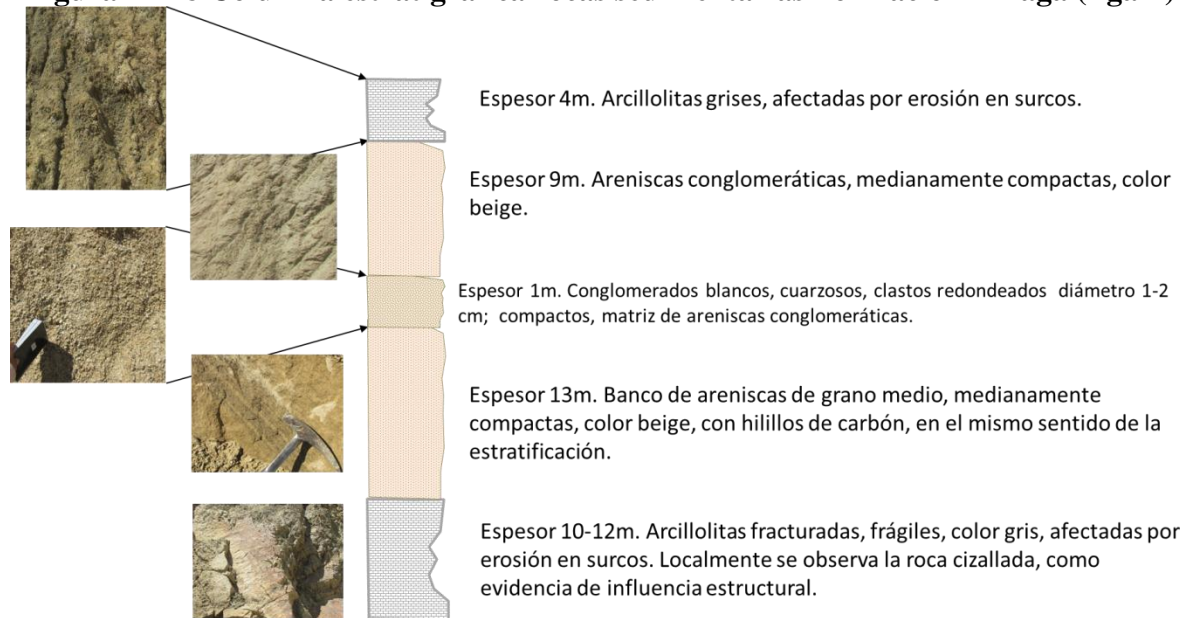 Espesor 4m. Arcillolitas grises, afectadas por erosión en surcos.
Espesor 9m. Areniscas conglomeráticas, medianamente compactas, color
beige.
Espesor 1m. Conglomerados blancos, cuarzosos, clastos redondeados diámetro 1-2
cm; compactos, matriz de areniscas conglomeráticas.
Espesor 13m. Banco de areniscas de grano medio, medianamente
compactas, color beige, con hilillos de carbón, en el mismo sentido de la
estratificación.
Espesor 10-12m. Arcillolitas fracturadas, frágiles, color gris, afectadas por
erosión en surcos. Localmente se observa la roca cizallada, como
evidencia de influencia estructural.